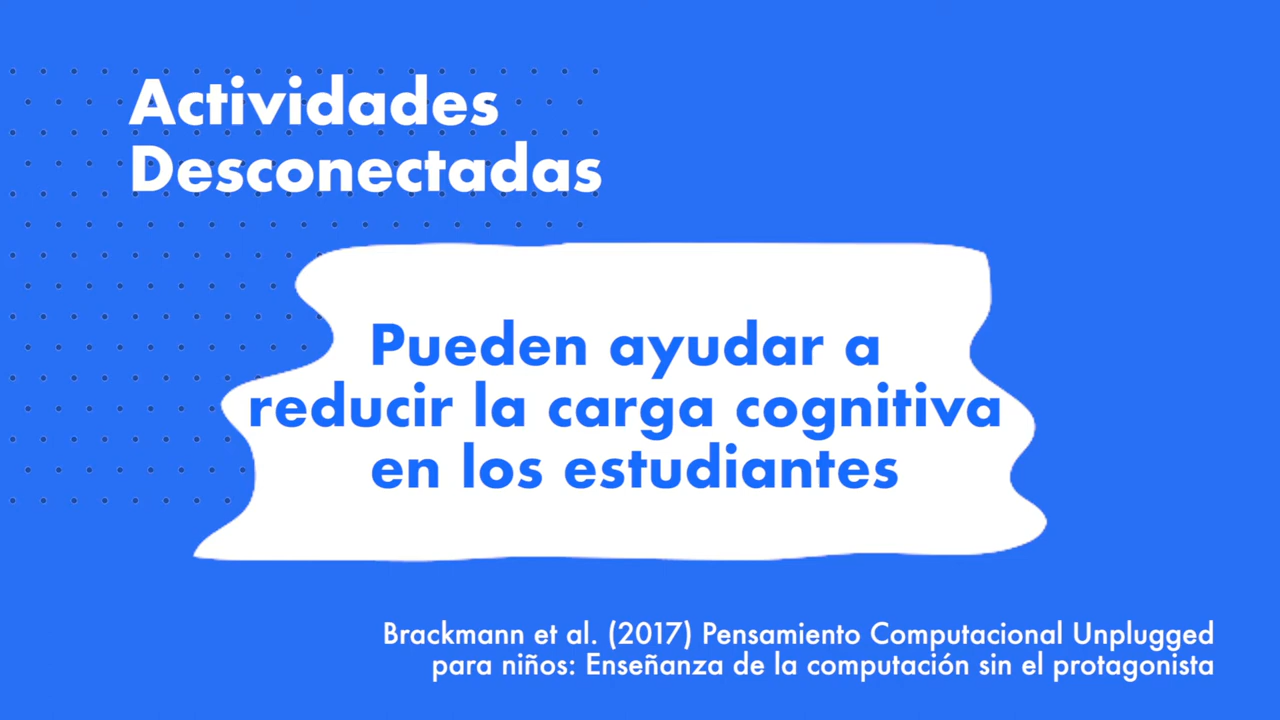 Actividades
Desconectadas
Pueden ayudar a
reducir la carga cognitiva
en los estudiantes
Brackmann et al. (2017) Pensamiento Computacional Unplugged
para niños: Enseñanza de la computación sin el protagonista